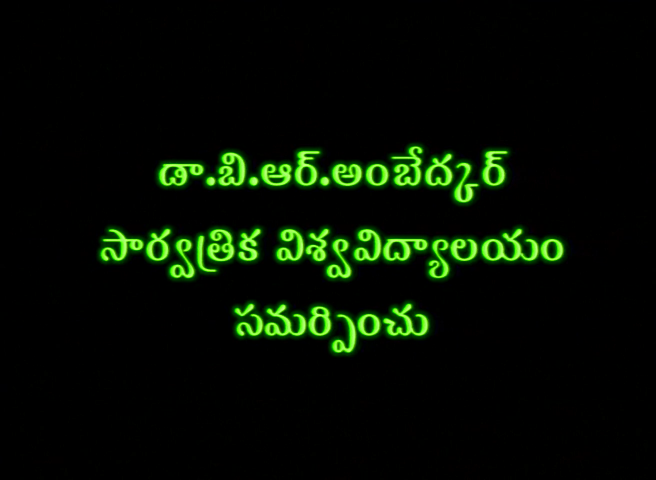 డా.బి.ఆర్.అంబేద్కర్
సార్వత్రిక విశ్వవిద్యాలయం
సమర్పించు